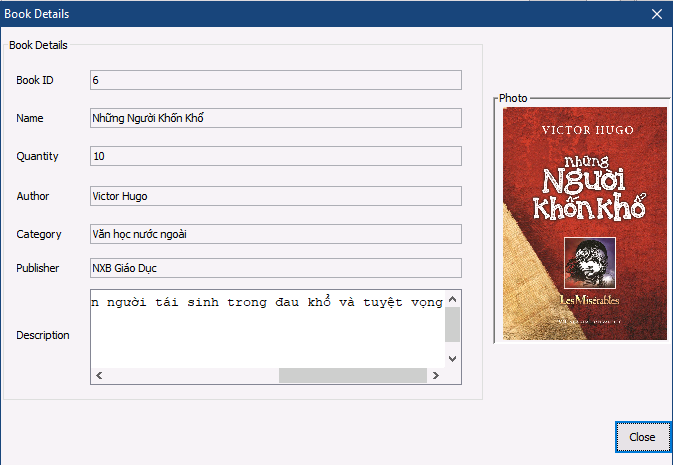 Book Details
Book Details
Book ID
6
Name
Những Người Khốn Khổ
Quantity
10
Author
Victor Hugo
Category
Văn học nước ngoài
Publisher
NXB Giáo Dục
Description
n người tái sinh trong đau khổ và tuyệt vọng
Photo
VICTOR HUGO
Những
Người
Khốn Khổ
Les Misérables
Close